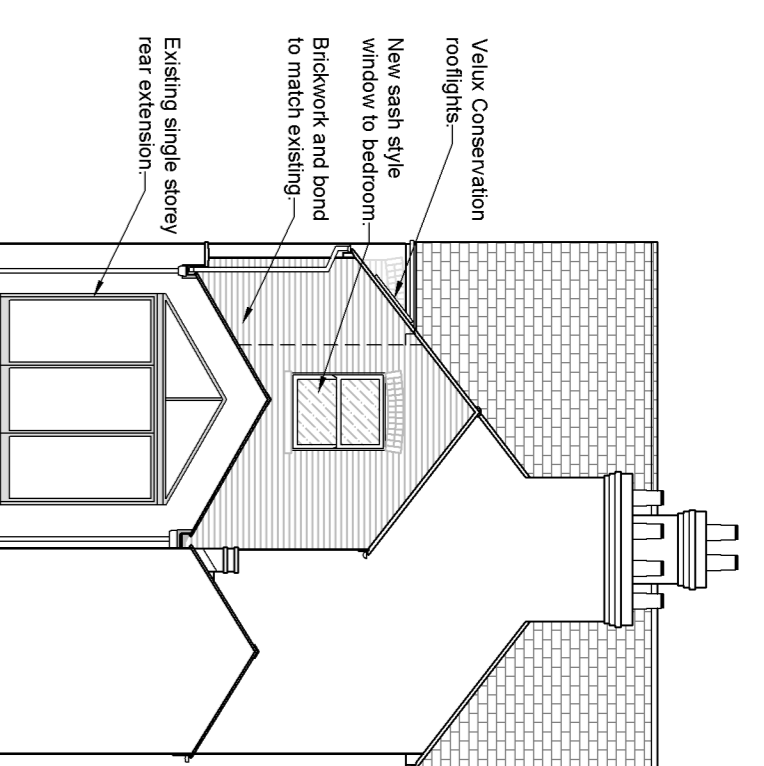 Velux Conservation
rooflights.
New sash style
window to bedroom.
Brickwork and bond
to match existing.
Existing single storey
rear extension.